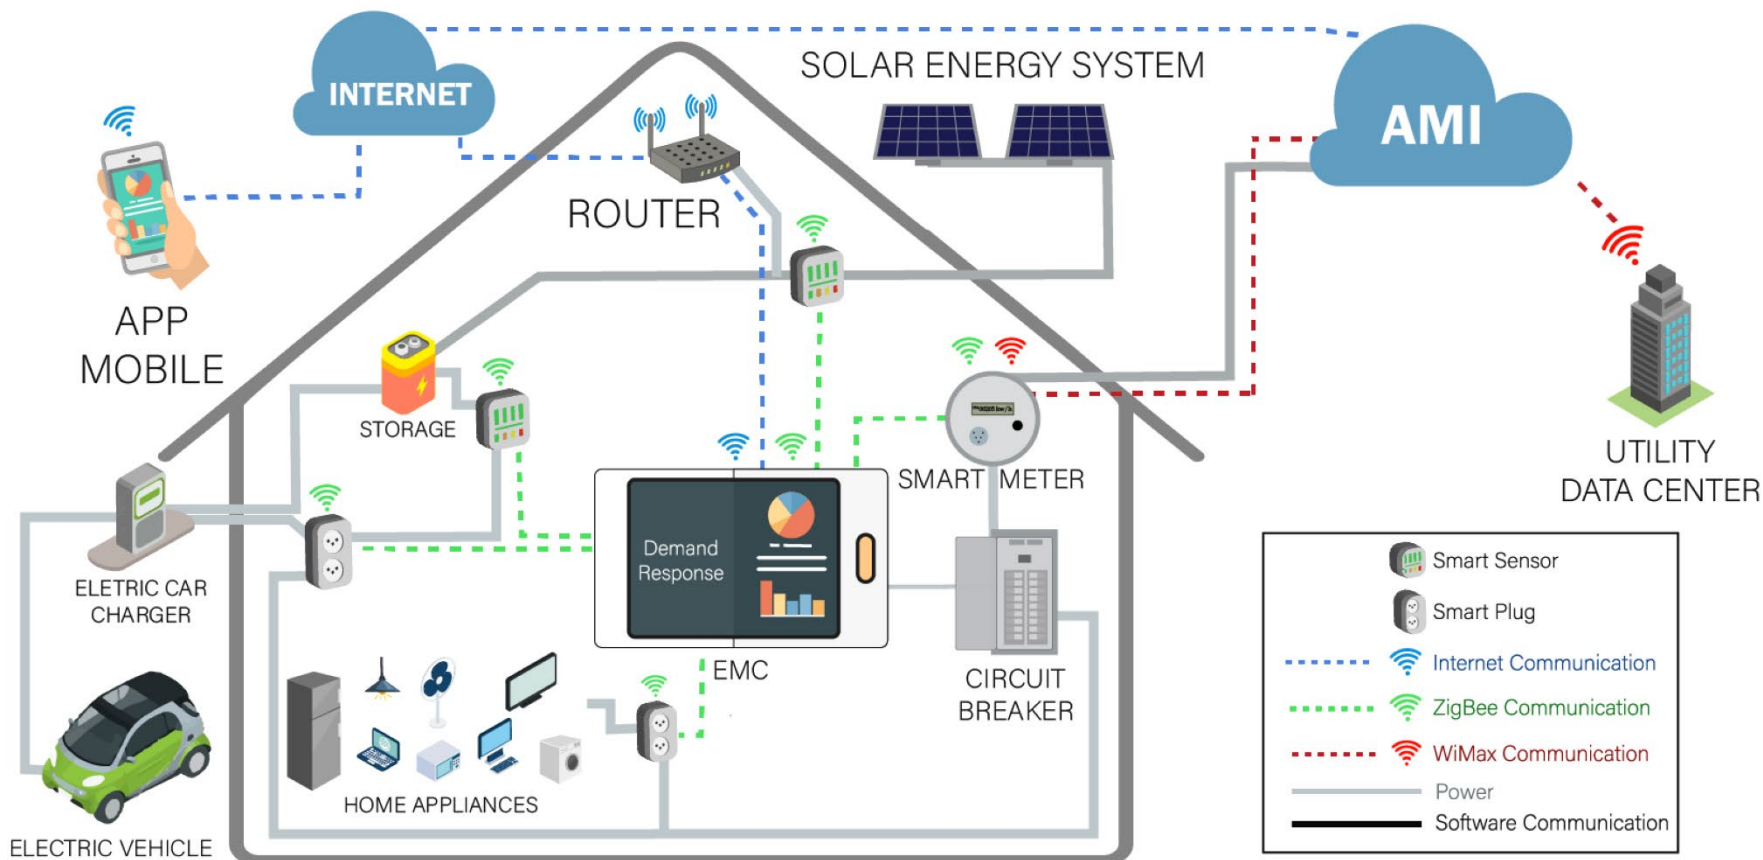 INTERNET
SOLAR ENERGY SYSTEM
AMI
ROUTER
APP
MOBILE
STORAGE
SMART METER
UTILITY
DATA CENTER
Demand
Response
ELETRIC CAR
CHARGER
EMC
CIRCUIT
BREAKER
HOME APPLIANCES
ELECTRIC VEHICLE
Smart Sensor
Smart Plug
Internet Communication
ZigBee Communication
WiMax Communication
Power
Software Communication